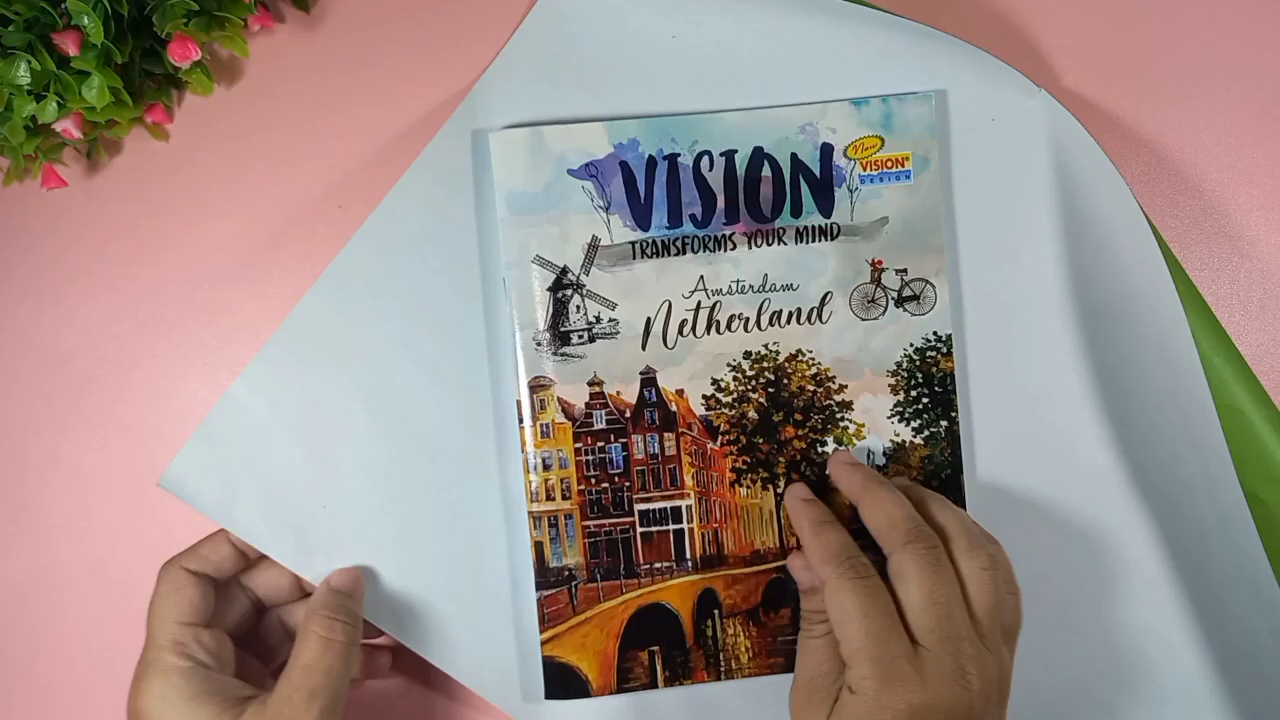 VISION
TRANSFORMS YOUR MIND
New
VISION®
DESIGN
Amsterdam
Netherland